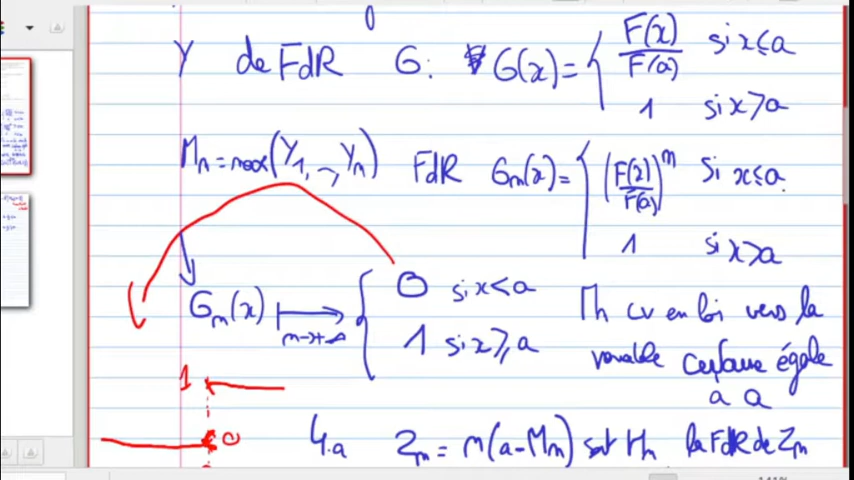 Y de FdR G : G(x) = { F(x)/F(a) si x ≤ a
1 si x > a
Mn = max(Y1, →, Yn) FdR Gn(x) = { (F(x)/F(a))^n si x ≤ a
1 si x > a
Gn(x) ⟼ n→+∞ { 0 si x < a
1 si x ≥ a
Mn cv en loi vers la
variable certaine égale
a a
1
0
4.a Zn = n(a-Mn) soit Hn la FdR de Zn